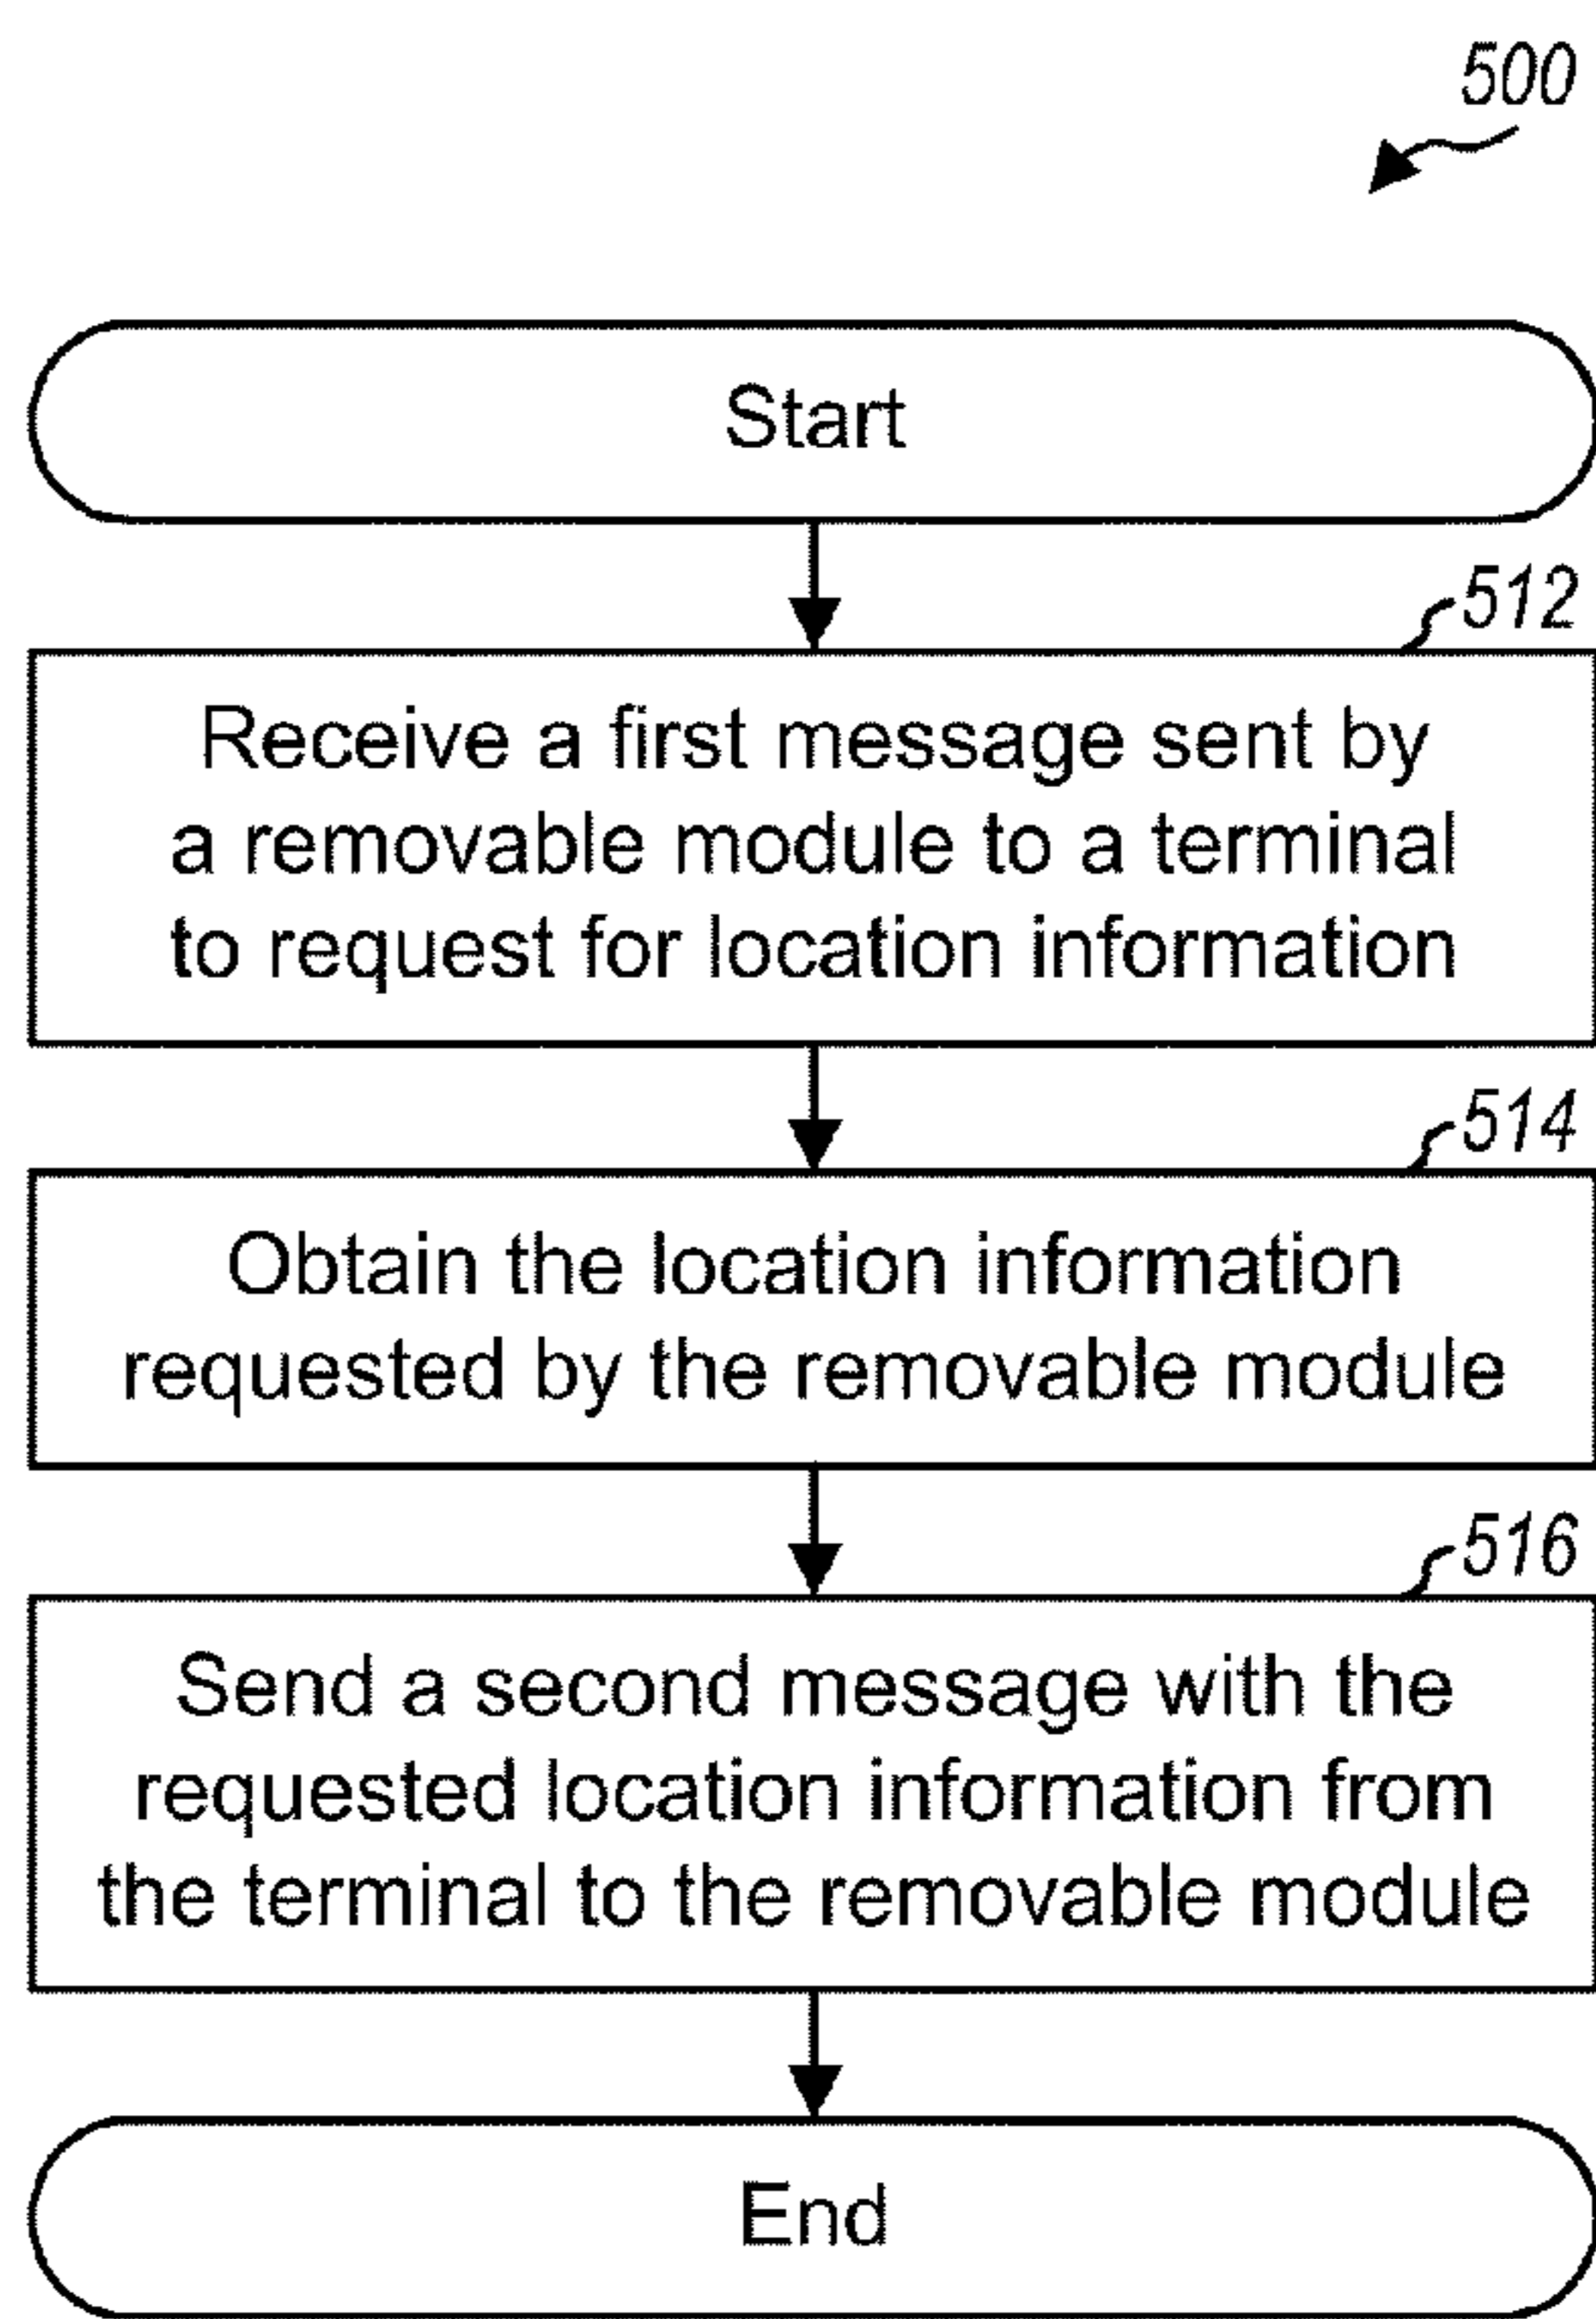 500
Start
512
Receive a first message sent by
a removable module to a terminal
to request for location information
514
Obtain the location information
requested by the removable module
516
Send a second message with the
requested location information from
the terminal to the removable module
End